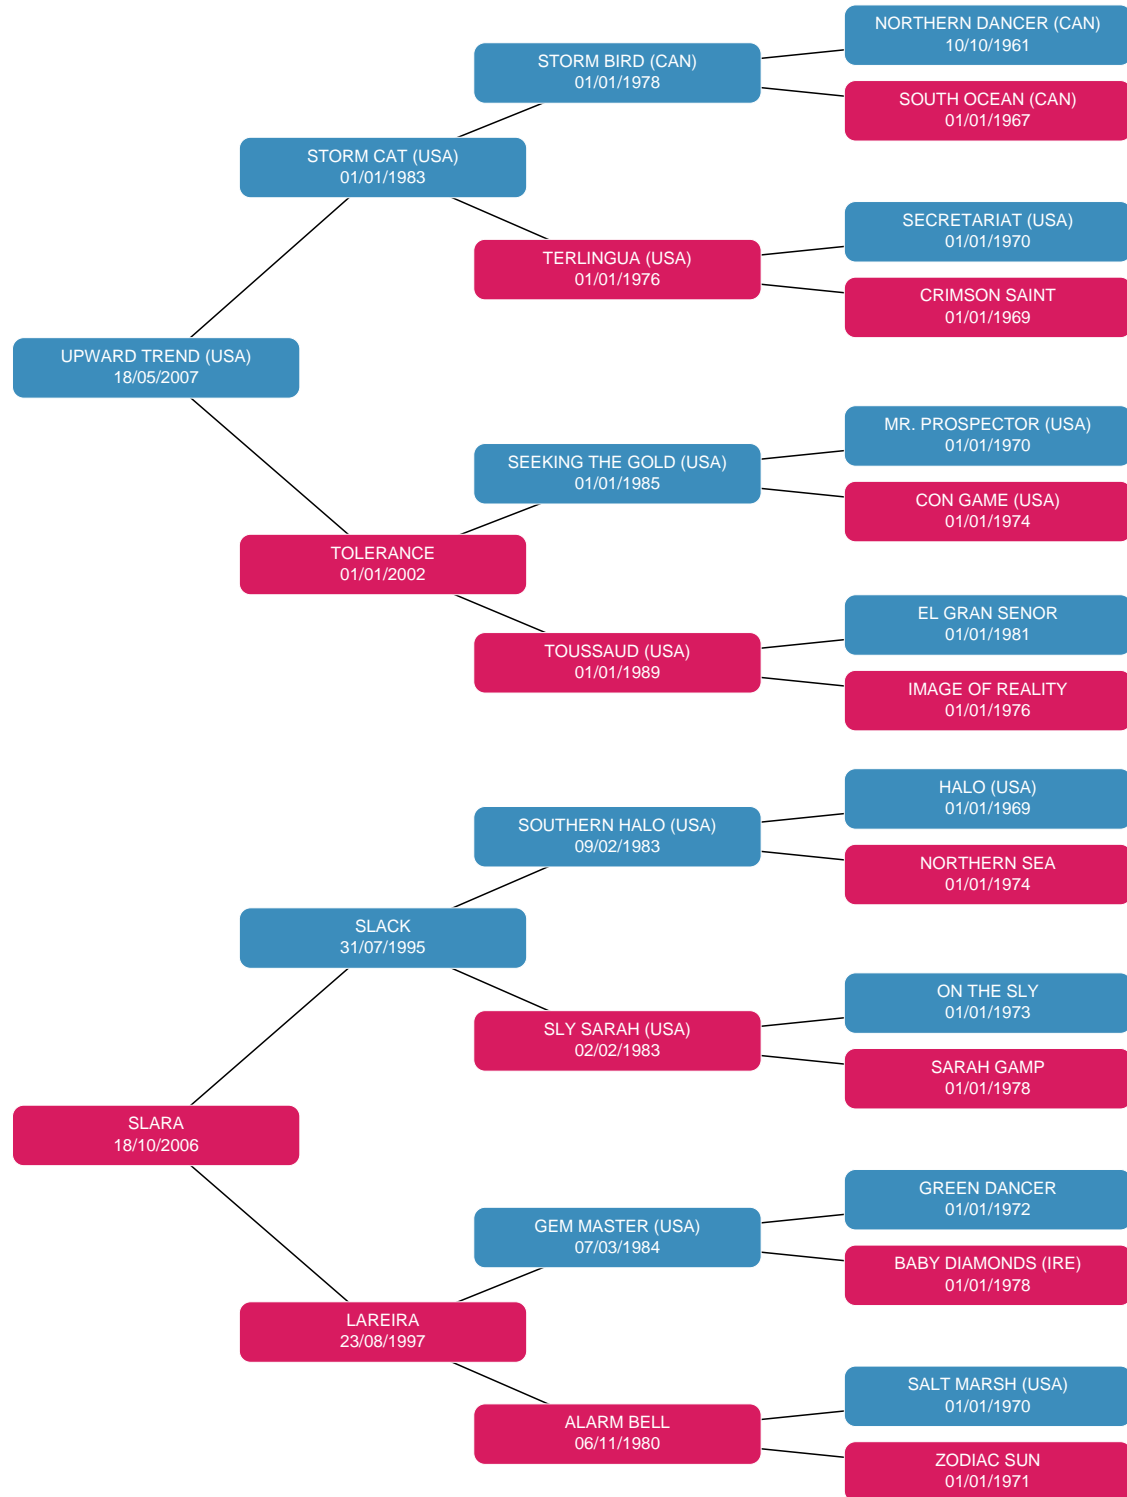 NORTHERN DANCER (CAN)
10/10/1961
STORM BIRD (CAN)
01/01/1978
SOUTH OCEAN (CAN)
01/01/1967
STORM CAT (USA)
01/01/1983
SECRETARIAT (USA)
01/01/1970
TERLINGUA (USA)
01/01/1976
CRIMSON SAINT
01/01/1969
UPWARD TREND (USA)
18/05/2007
MR. PROSPECTOR (USA)
01/01/1970
SEEKING THE GOLD (USA)
01/01/1985
CON GAME (USA)
01/01/1974
TOLERANCE
01/01/2002
EL GRAN SENOR
01/01/1981
TOUSSAUD (USA)
01/01/1989
IMAGE OF REALITY
01/01/1976
HALO (USA)
01/01/1969
SOUTHERN HALO (USA)
09/02/1983
NORTHERN SEA
01/01/1974
SLACK
31/07/1995
ON THE SLY
01/01/1973
SLY SARAH (USA)
02/02/1983
SARAH GAMP
01/01/1978
SLARA
18/10/2006
GREEN DANCER
01/01/1972
GEM MASTER (USA)
07/03/1984
BABY DIAMONDS (IRE)
01/01/1978
LAREIRA
23/08/1997
SALT MARSH (USA)
01/01/1970
ALARM BELL
06/11/1980
ZODIAC SUN
01/01/1971